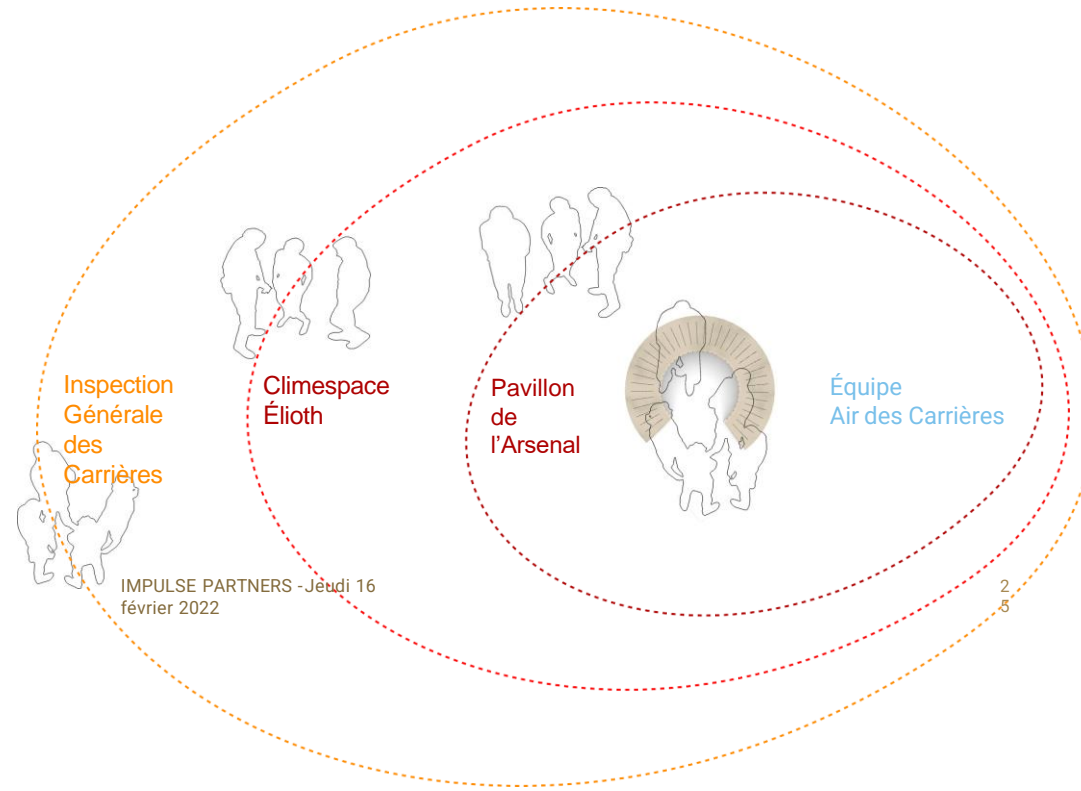 Inspection
Générale
des
Carrières
Climespace
Élioth
Pavillon
de
l'Arsenal
Équipe
Air des Carrières
IMPULSE PARTNERS -Jeudi 16
février 2022
2
5